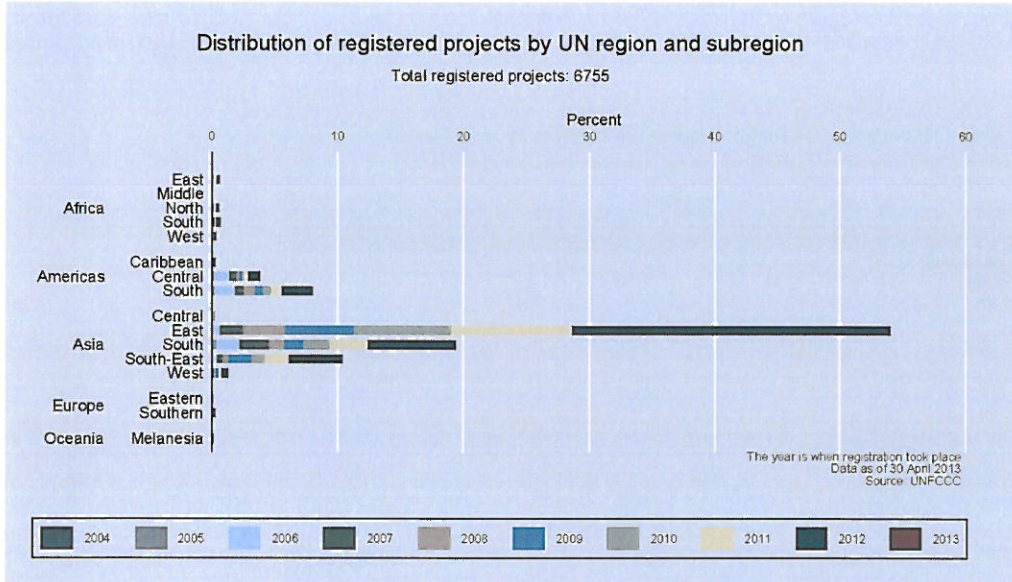 Distribution of registered projects by UN region and subregion
Total registered projects: 6755
Percent
0 10 20 30 40 50 60
East
Middle
Africa North
South
West
Caribbean
Americas Central
South
Central
East
Asia South
South-East
West
Europe Eastern
Southern
Oceania Melanesia
The year is when registration took place
Data as of 30 April 2013
Source: UNFCCC
2004 2005 2006 2007 2008 2009 2010 2011 2012 2013